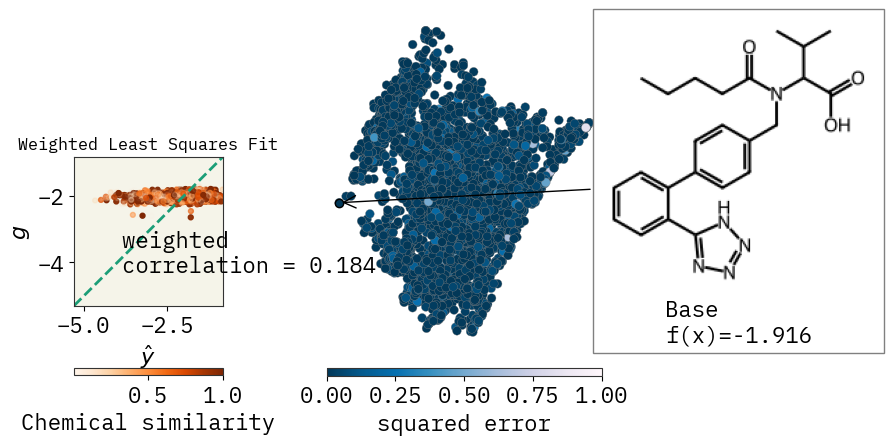 Weighted Least Squares Fit
−2
−4
g
weighted
correlation = 0.184
−5.0 −2.5
ŷ
0.5 1.0
Chemical similarity
0.00 0.25 0.50 0.75 1.00
squared error
O
N
O
OH
H
N
N
N
N
Base
f(x)=-1.916